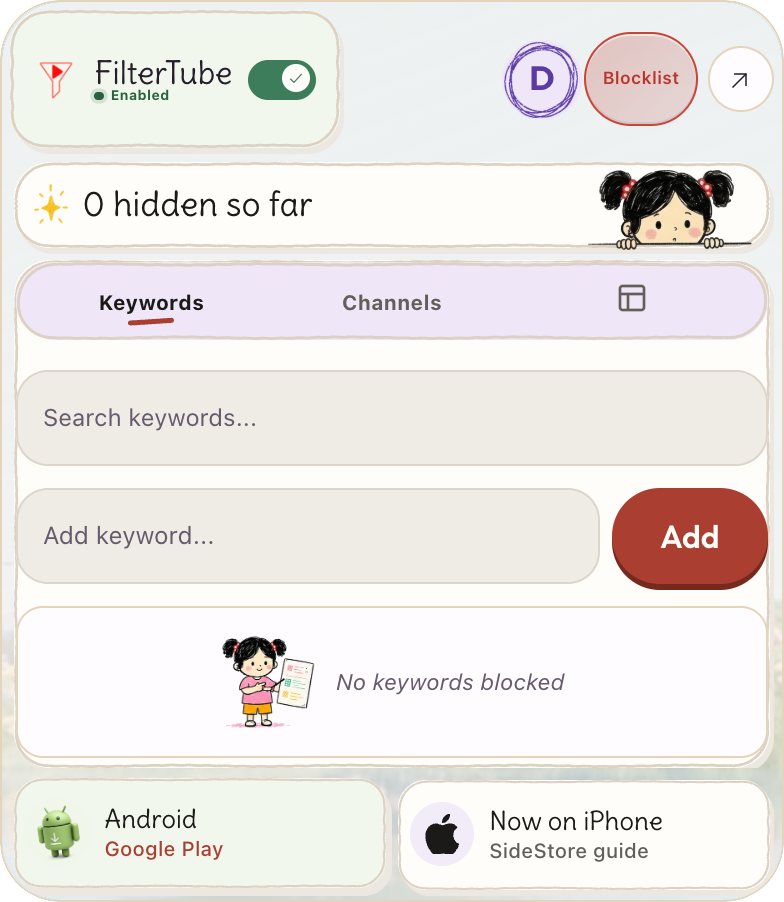 FilterTube
Enabled
D
Blocklist
0 hidden so far
Keywords
Channels
Search keywords...
Add keyword...
Add
No keywords blocked
Android
Google Play
Now on iPhone
SideStore guide